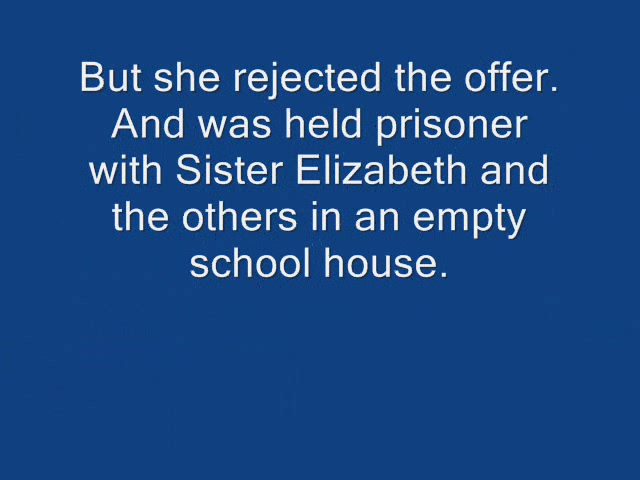 But she rejected the offer.
And was held prisoner
with Sister Elizabeth and
the others in an empty
school house.